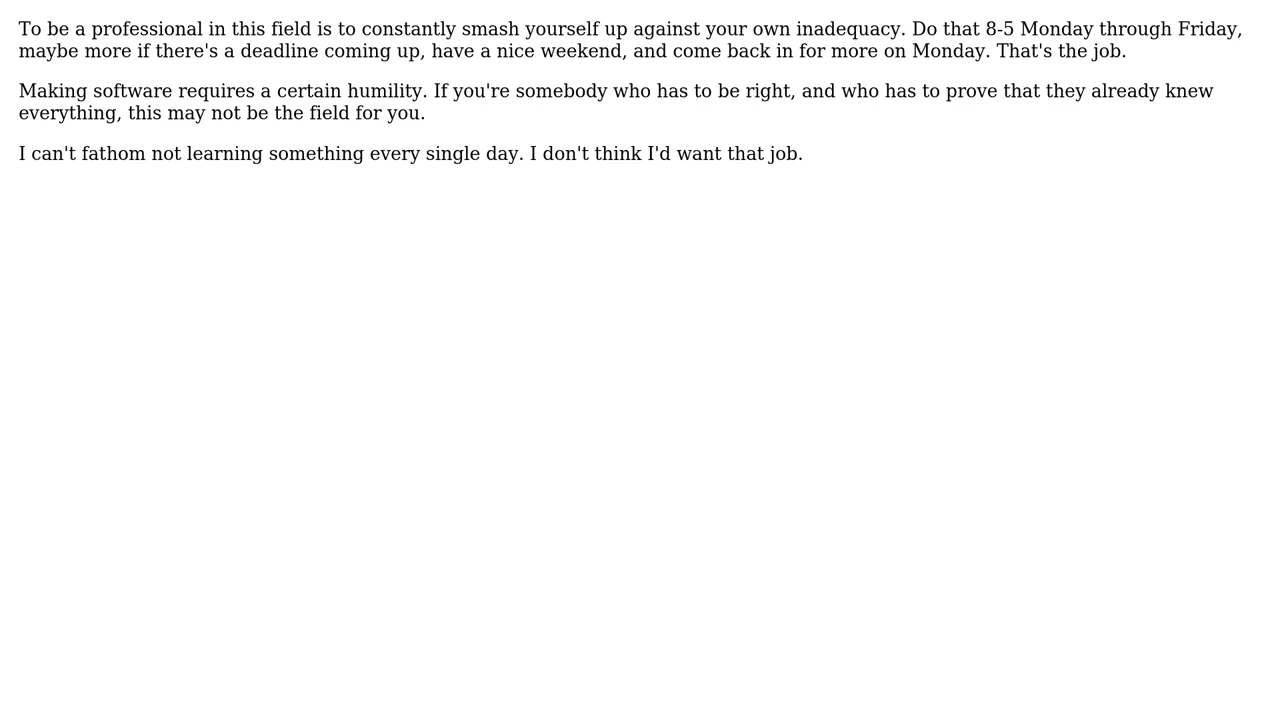 To be a professional in this field is to constantly smash yourself up against your own inadequacy. Do that 8-5 Monday through Friday,
maybe more if there's a deadline coming up, have a nice weekend, and come back in for more on Monday. That's the job.
Making software requires a certain humility. If you're somebody who has to be right, and who has to prove that they already knew
everything, this may not be the field for you.
I can't fathom not learning something every single day. I don't think I'd want that job.